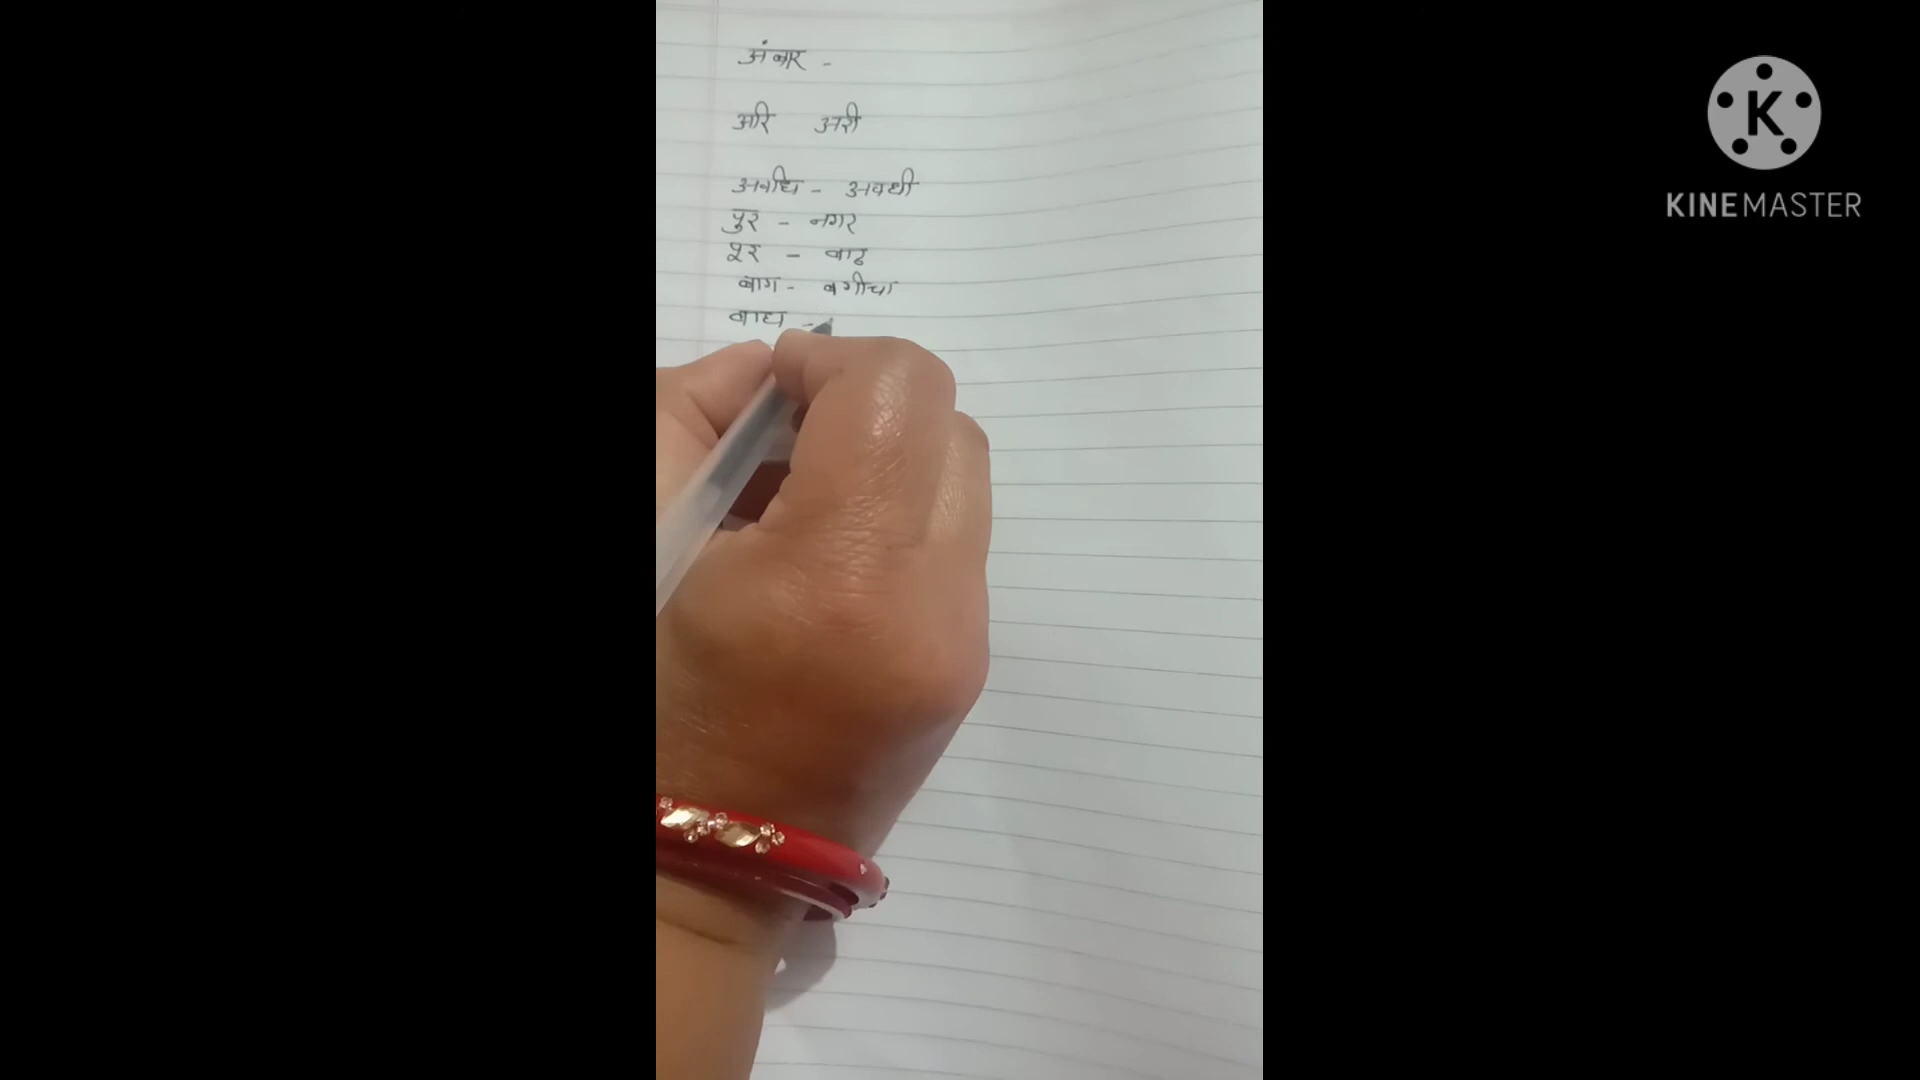 अंबार -
अरि अरी
अवधि - अवधी
पुर - नगर
पूर - बाढ़
बाग - बगीचा
बाघ -
K
KINEMASTER